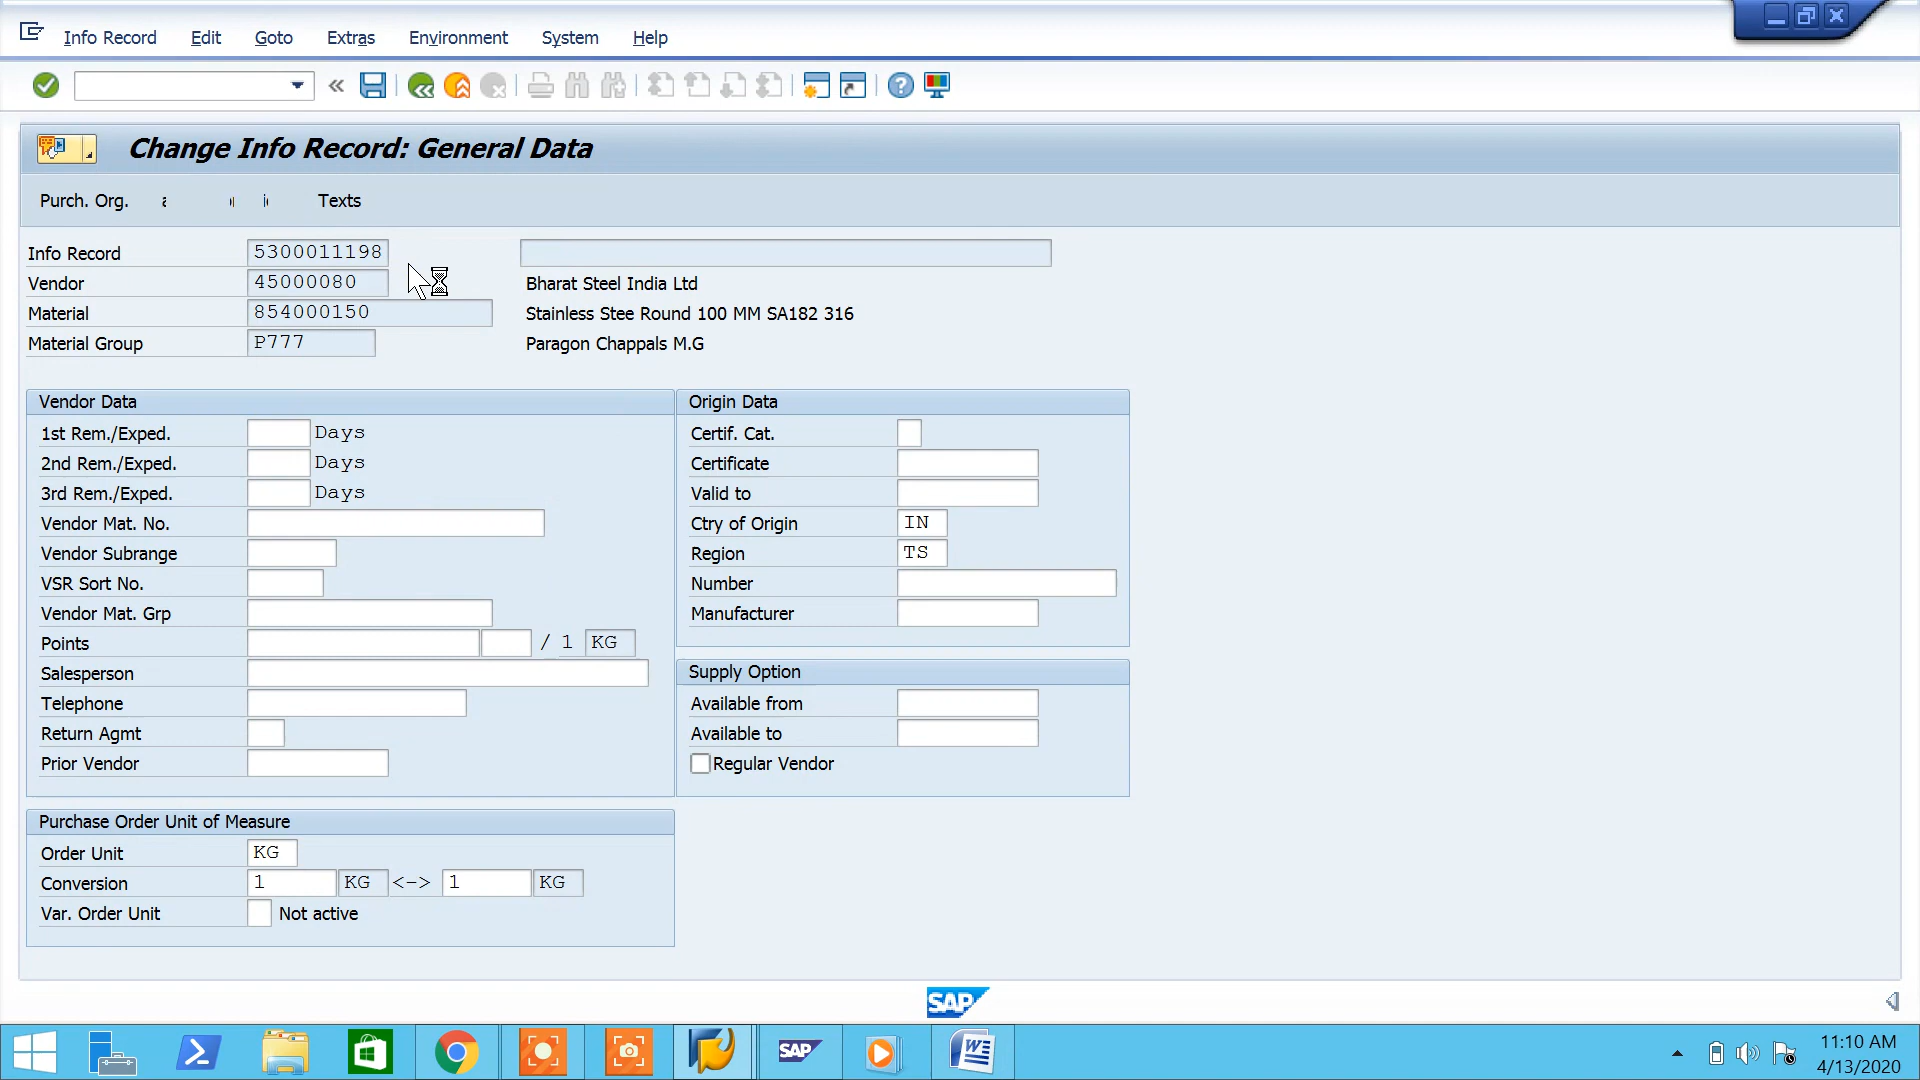 Info Record Edit Goto Extras Environment System Help
Change Info Record: General Data
Purch. Org. Texts
Info Record 5300011198
Vendor 45000080 Bharat Steel India Ltd
Material 854000150 Stainless Stee Round 100 MM SA182 316
Material Group P777 Paragon Chappals M.G
Vendor Data
1st Rem./Exped. Days
2nd Rem./Exped. Days
3rd Rem./Exped. Days
Vendor Mat. No.
Vendor Subrange
VSR Sort No.
Vendor Mat. Grp
Points / 1 KG
Salesperson
Telephone
Return Agmt
Prior Vendor
Origin Data
Certif. Cat.
Certificate
Valid to
Ctry of Origin IN
Region TS
Number
Manufacturer
Supply Option
Available from
Available to
Regular Vendor
Purchase Order Unit of Measure
Order Unit KG
Conversion 1 KG <-> 1 KG
Var. Order Unit Not active
SAP
SAP
11:10 AM
4/13/2020